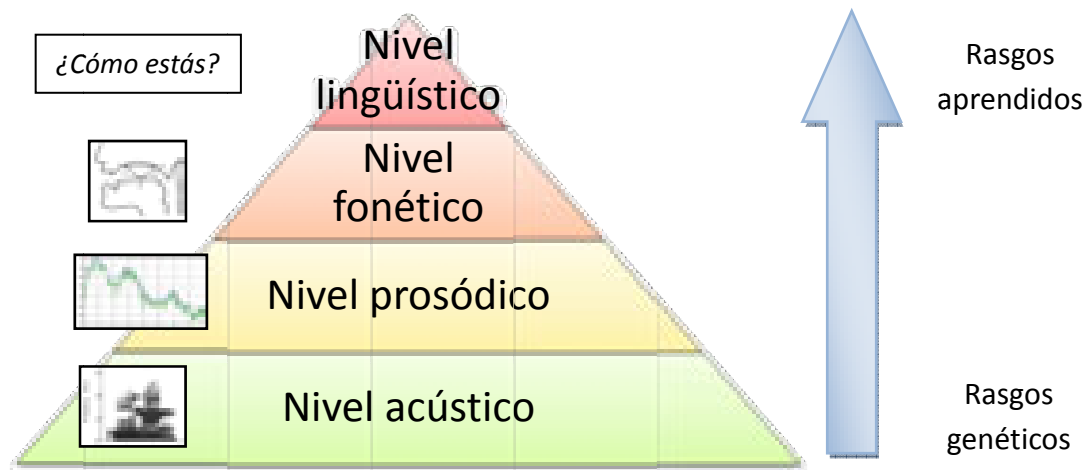 ¿Cómo estás?
Nivel
lingüístico
Nivel
fonético
Nivel prosódico
Nivel acústico
Rasgos
aprendidos
Rasgos
genéticos